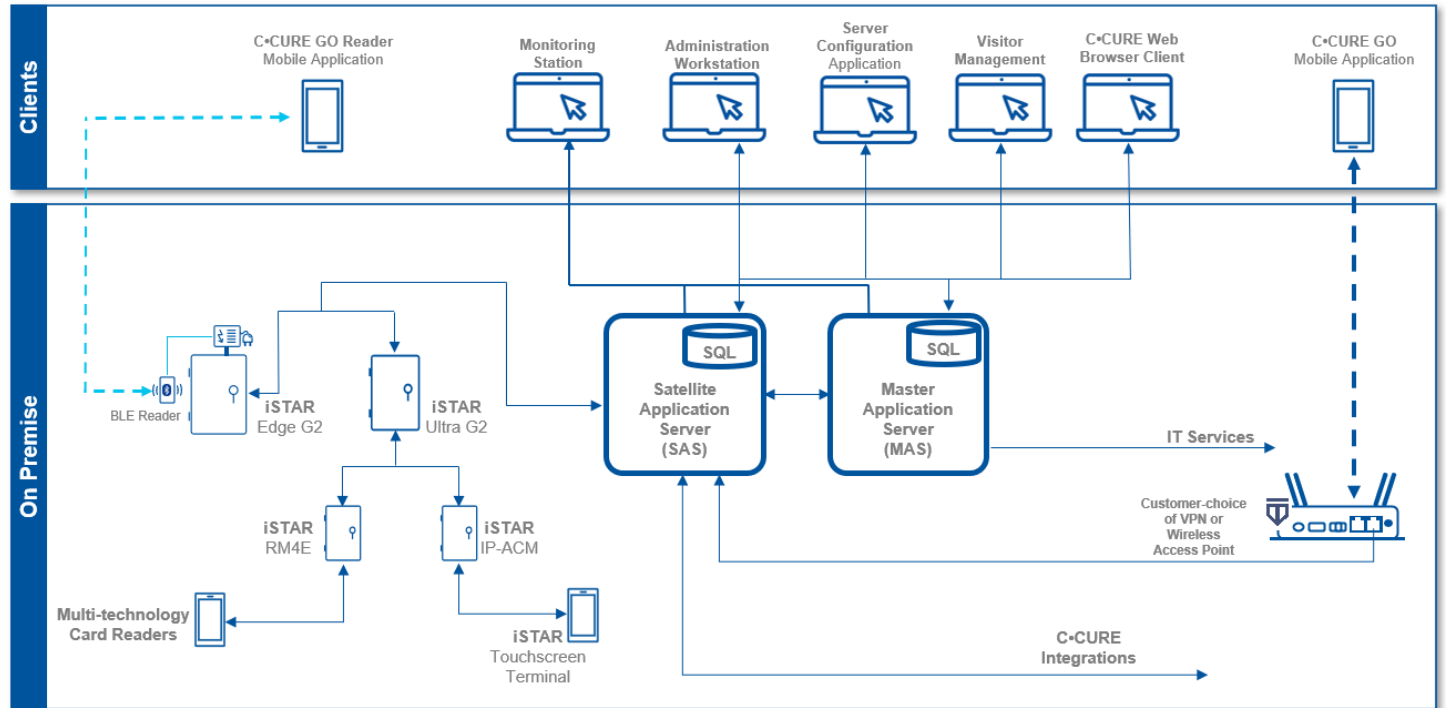 Clients
C•CURE GO Reader
Mobile Application
Monitoring
Station
Administration
Workstation
Server
Configuration
Application
Visitor
Management
C•CURE Web
Browser Client
C•CURE GO
Mobile Application
On Premise
BLE Reader
iSTAR
Edge G2
iSTAR
Ultra G2
SQL
Satellite
Application
Server
(SAS)
SQL
Master
Application
Server
(MAS)
IT Services
Customer-choice
of VPN or
Wireless
Access Point
iSTAR
RM4E
iSTAR
IP-ACM
Multi-technology
Card Readers
iSTAR
Touchscreen
Terminal
C•CURE
Integrations